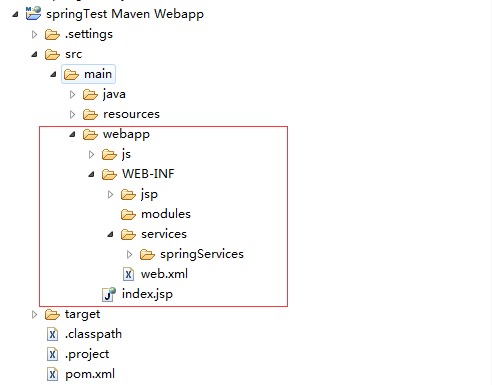 springTest Maven Webapp
.settings
src
main
java
resources
webapp
js
WEB-INF
jsp
modules
services
springServices
web.xml
index.jsp
target
.classpath
.project
pom.xml